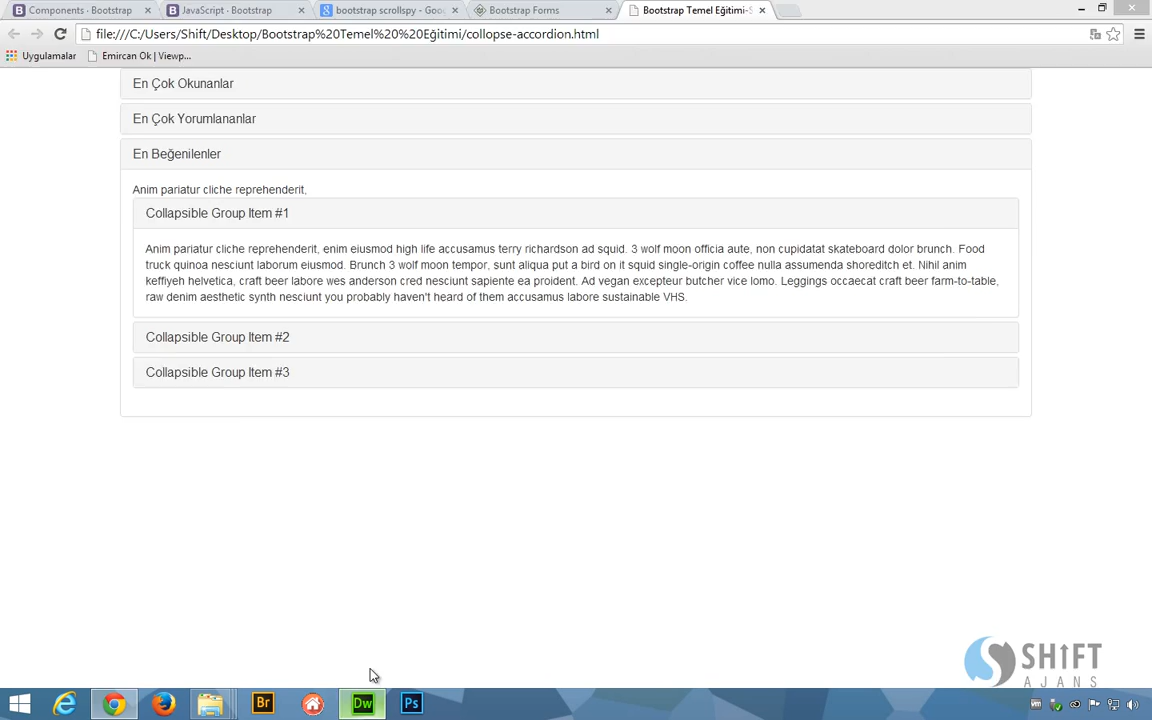 Components · Bootstrap
JavaScript · Bootstrap
bootstrap scrollspy - Goo
Bootstrap Forms
Bootstrap Temel Eğitimi-S
file:///C:/Users/Shift/Desktop/Bootstrap%20Temel%20%20Eğitimi/collopse-accordion.html
Uygulamalar
Emircan Ok | Viewp...
En Çok Okunanlar
En Çok Yorumlananlar
En Beğenilenler
Anim pariatur cliche reprehenderit,
Collapsible Group Item #1
Anim pariatur cliche reprehenderit, enim eiusmod high life accusamus terry richardson ad squid. 3 wolf moon officia aute, non cupidatat skateboard dolor brunch. Food
truck quinoa nesciunt laborum eiusmod. Brunch 3 wolf moon tempor, sunt aliqua put a bird on it squid single-origin coffee nulla assumenda shoreditch et. Nihil anim
keffiyeh helvetica, craft beer labore wes anderson cred nesciunt sapiente ea proident. Ad vegan excepteur butcher vice lomo. Leggings occaecat craft beer farm-to-table,
raw denim aesthetic synth nesciunt you probably haven't heard of them accusamus labore sustainable VHS.
Collapsible Group Item #2
Collapsible Group Item #3
SHIFT
AJANS
Br
Dw
Ps